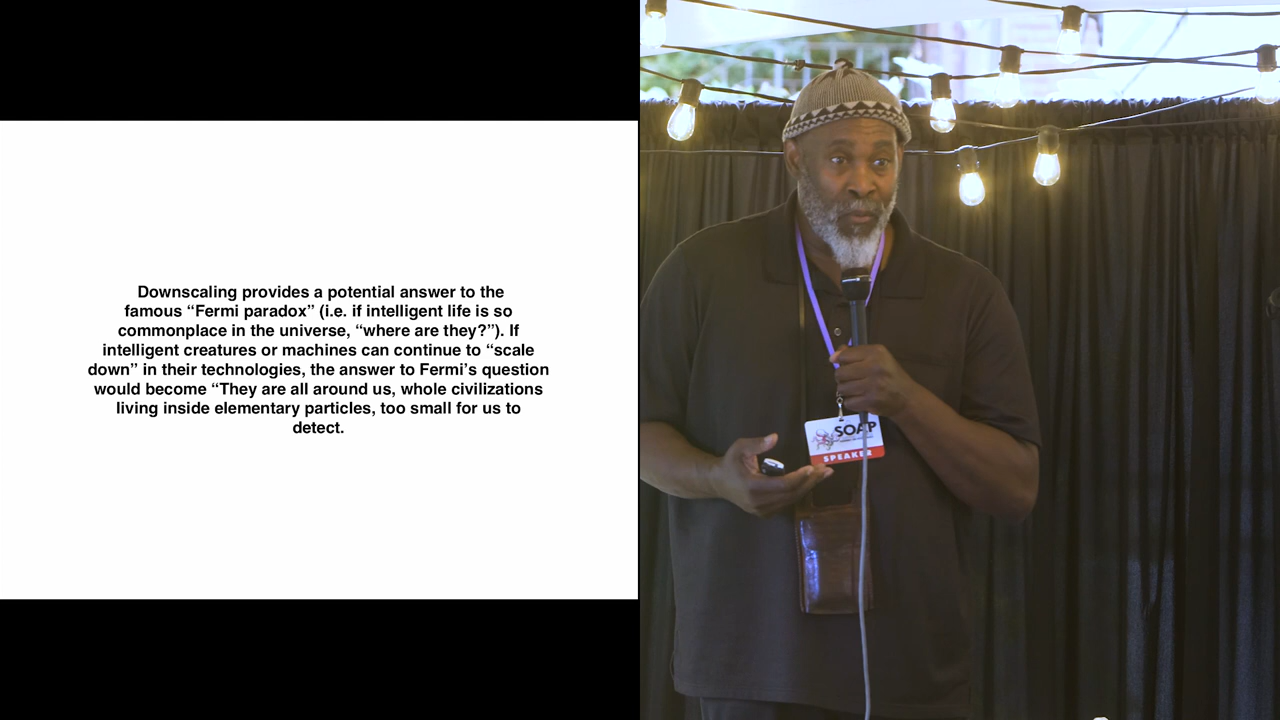 Downscaling provides a potential answer to the
famous “Fermi paradox” (i.e. if intelligent life is so
commonplace in the universe, “where are they?”). If
intelligent creatures or machines can continue to “scale
down” in their technologies, the answer to Fermi’s question
would become “They are all around us, whole civilizations
living inside elementary particles, too small for us to
detect.
SOAP
SPEAKER